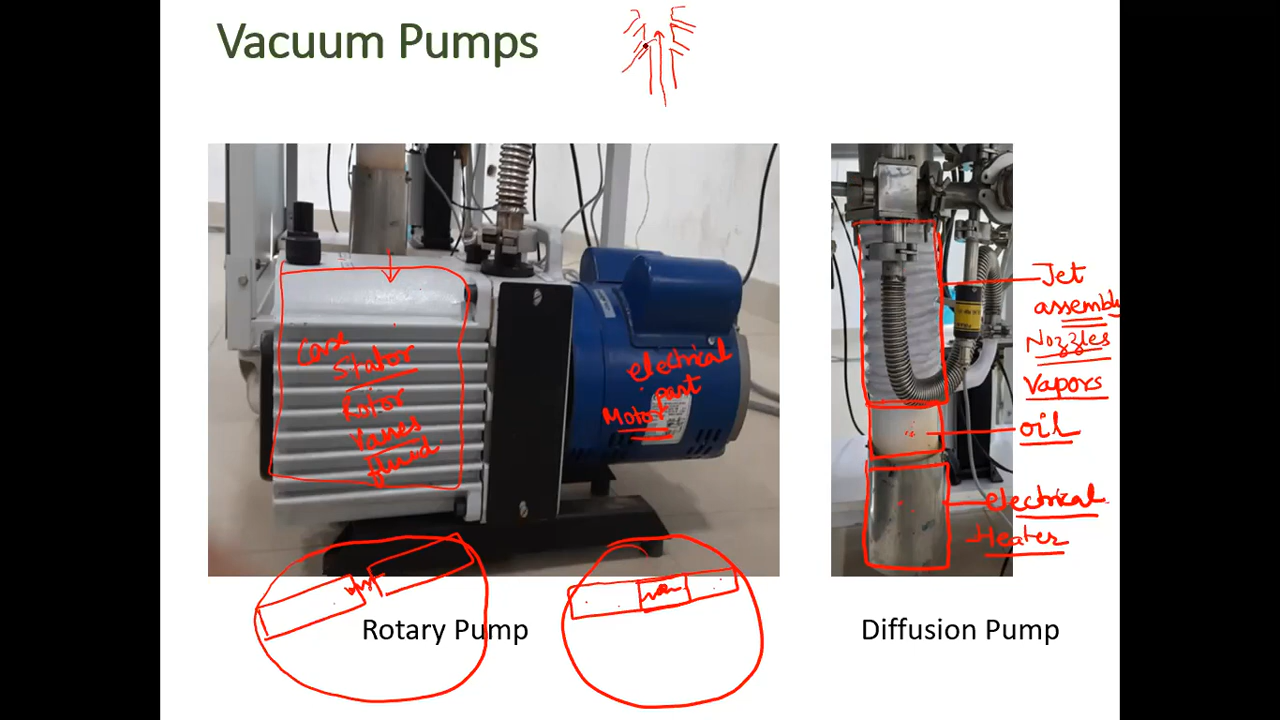 Vacuum Pumps
Case
Stator
Rotor
Vanes
fluid
electrical
part
Motor
Jet
assembly
Nozzles
Vapors
oil
electrical
Heater
Rotary Pump
Diffusion Pump